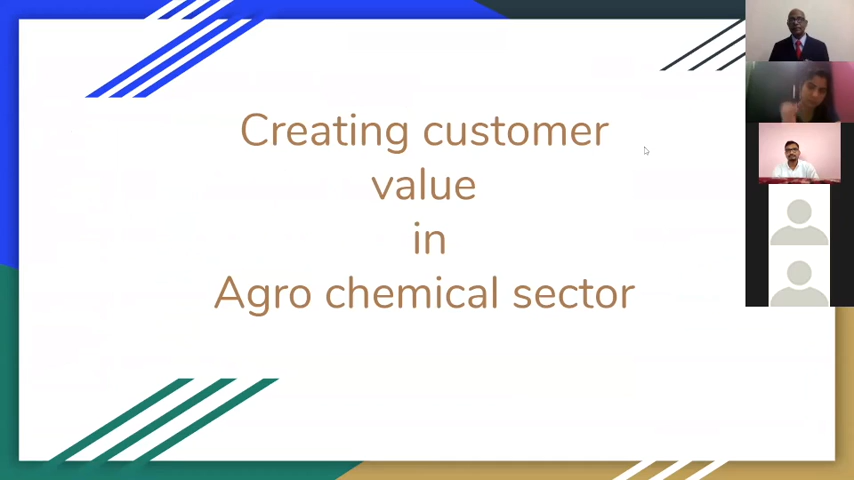 Creating customer
value
in
Agro chemical sector